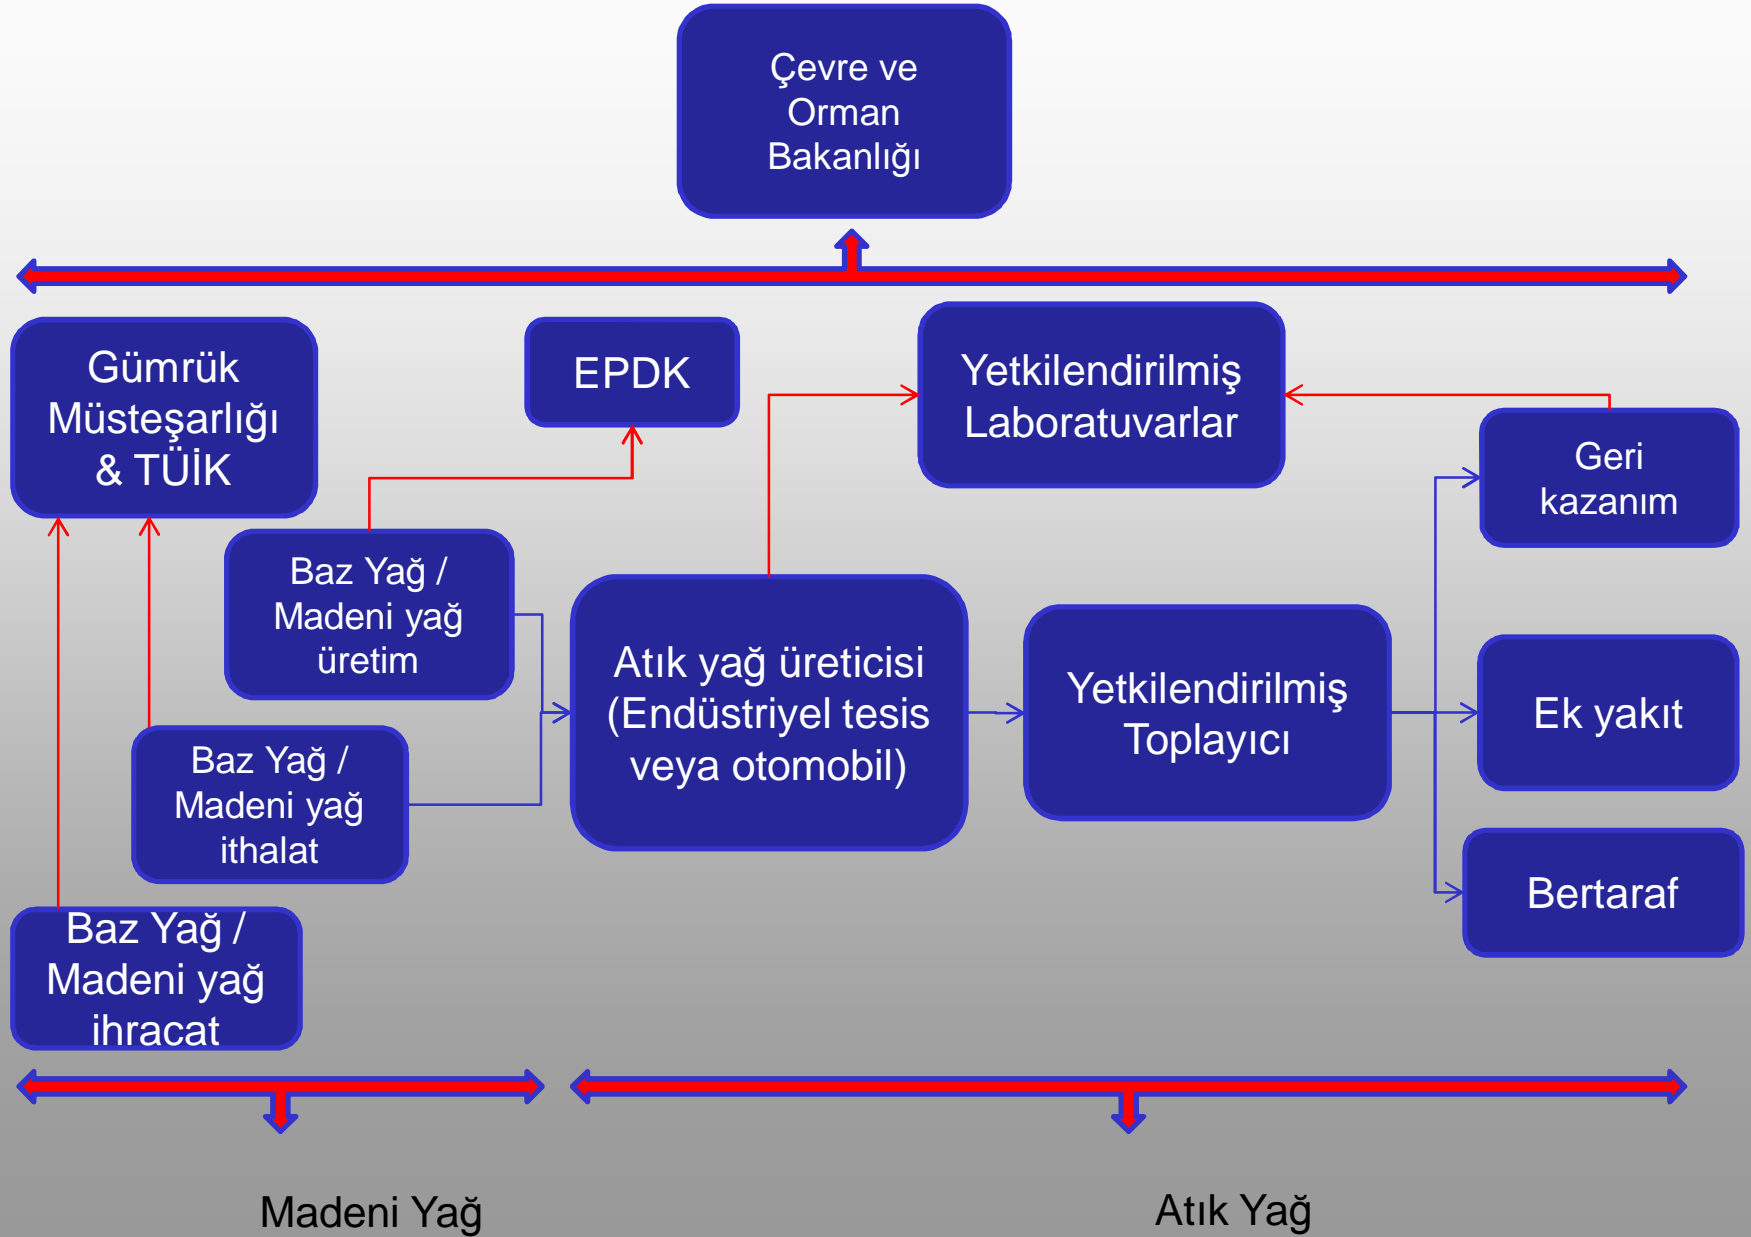 Çevre ve
Orman
Bakanlığı
Gümrük
Müsteşarlığı
& TÜİK
EPDK
Yetkilendirilmiş
Laboratuvarlar
Geri
kazanım
Baz Yağ /
Madeni yağ
üretim
Atık yağ üreticisi
(Endüstriyel tesis
veya otomobil)
Yetkilendirilmiş
Toplayıcı
Ek yakıt
Baz Yağ /
Madeni yağ
ithalat
Bertaraf
Baz Yağ /
Madeni yağ
ihracat
Madeni Yağ
Atık Yağ